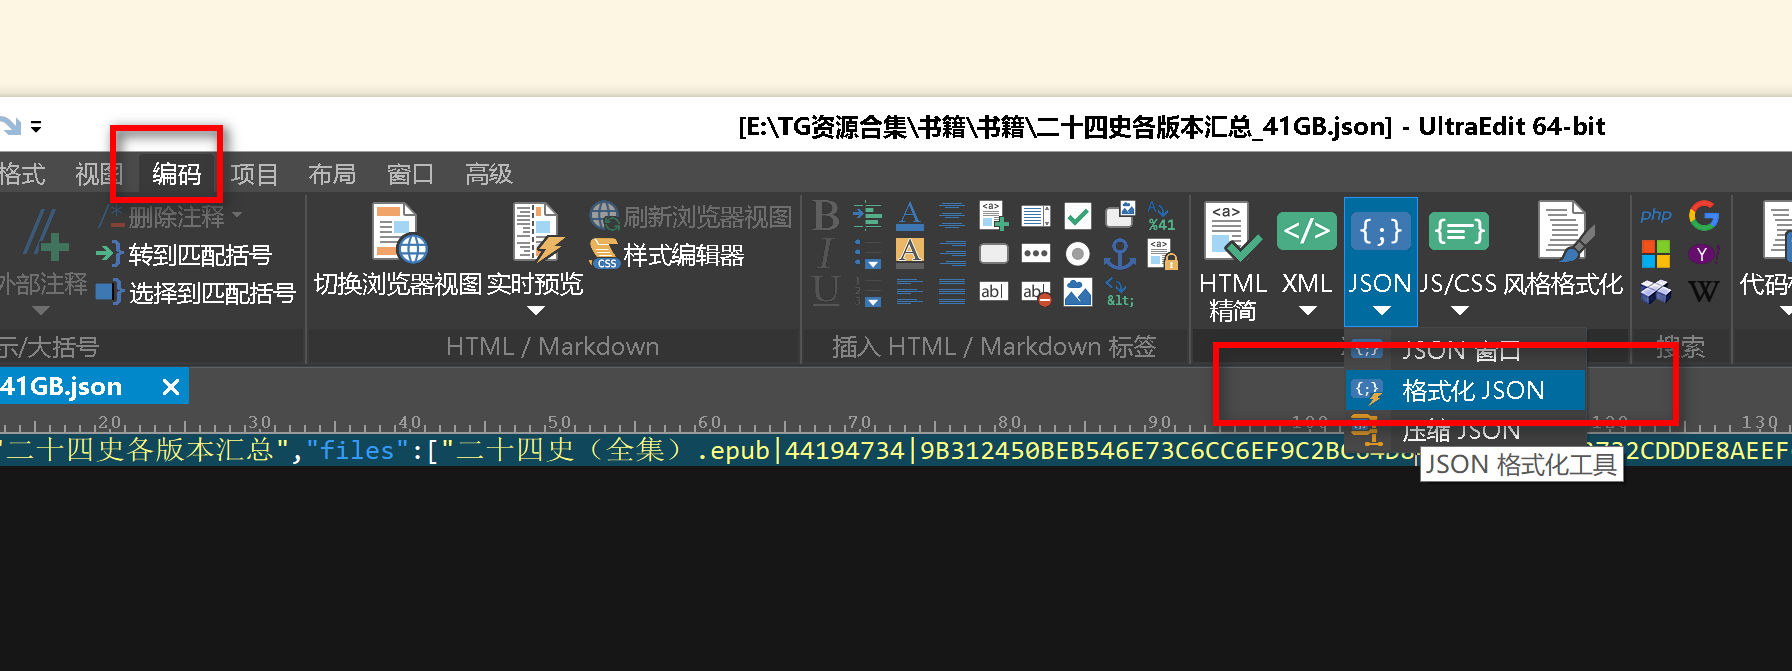 [E:\TG资源合集\书籍\书籍\二十四史各版本汇总_41GB.json] - UltraEdit 64-bit
格式 视图 编码 项目 布局 窗口 高级
删除注释
转到匹配括号
外部注释
选择到匹配括号
示/大括号
切换浏览器视图
实时预览
刷新浏览器视图
样式编辑器
HTML / Markdown
B
I
U
%41
&lt;
插入 HTML / Markdown 标签
HTML 精简
XML
JSON
JS/CSS
风格格式化
php
搜索
代码
JSON 窗口
格式化 JSON
压缩 JSON
JSON 格式化工具
41GB.json
20 30 40 50 60 70 80 90 100 130
"二十四史各版本汇总","files":["二十四史（全集）.epub|44194734|9B312450BEB546E73C6CC6EF9C2BC 2CDDDE8AEEF